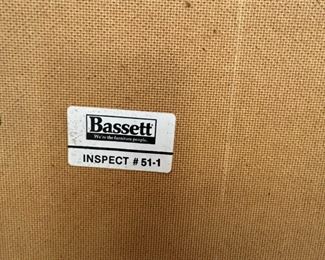 Bassett
We're the furniture people.
INSPECT # 51-1